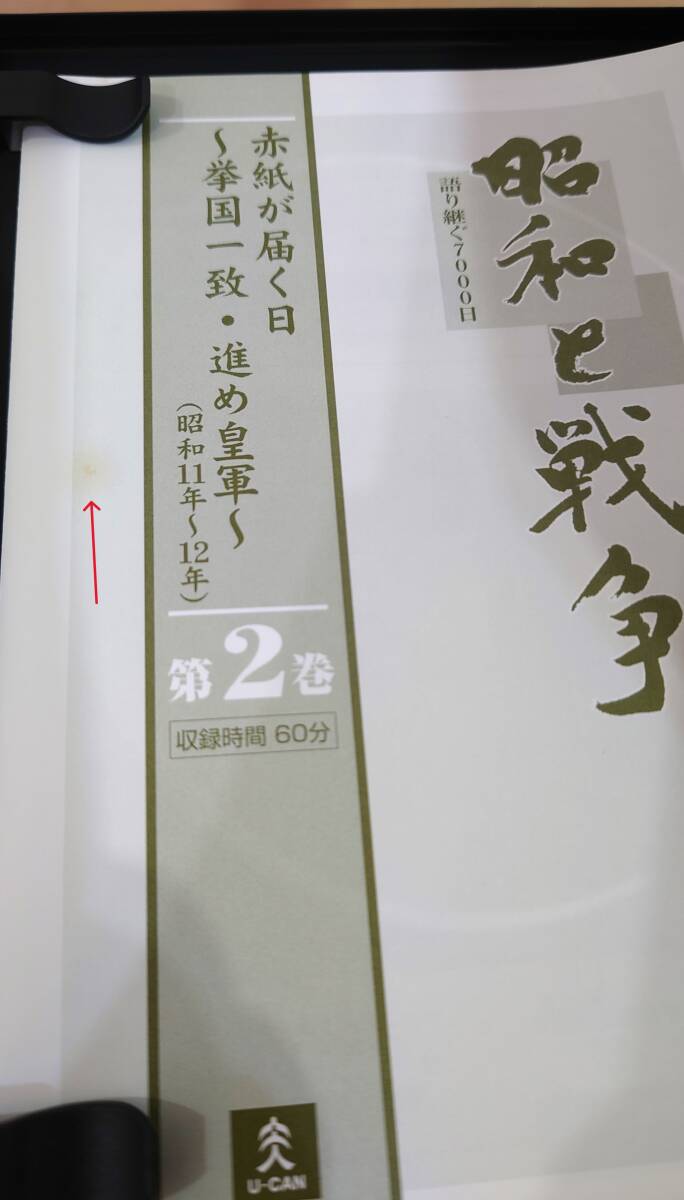 昭和と戦争
語り継ぐ7000日
赤紙が届く日
～挙国一致・進め皇軍～
（昭和11年～12年）
第2巻
収録時間 60分
U-CAN